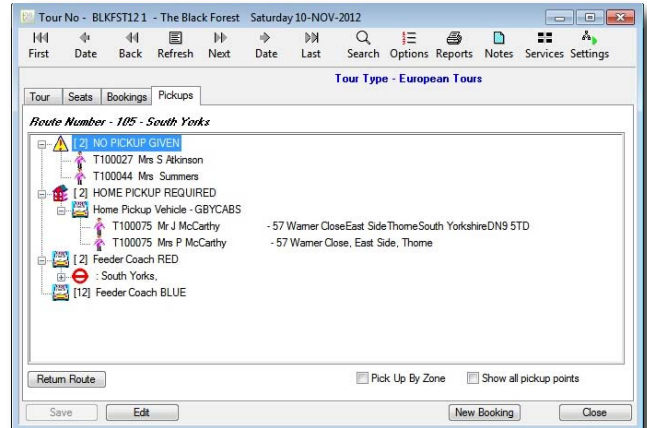 Tour No - BLKFST12 1 - The Black Forest Saturday 10-NOV-2012
First Date Back Refresh Next Date Last Search Options Reports Notes Services Settings
Tour Type - European Tours
Tour Seats Bookings Pickups
Route Number - 105 - South Yorks
[ 2] NO PICKUP GIVEN
T100027 Mrs S Atkinson
T100044 Mrs Summers
[ 2] HOME PICKUP REQUIRED
Home Pickup Vehicle - GBYCABS
T100075 Mr J McCarthy - 57 Warner CloseEast SideThorneSouth YorkshireDN9 5TD
T100075 Mrs P McCarthy - 57 Warner Close, East Side, Thorne
[ 2] Feeder Coach RED
: South Yorks,
[12] Feeder Coach BLUE
Return Route Pick Up By Zone Show all pickup points
Save Edit New Booking Close